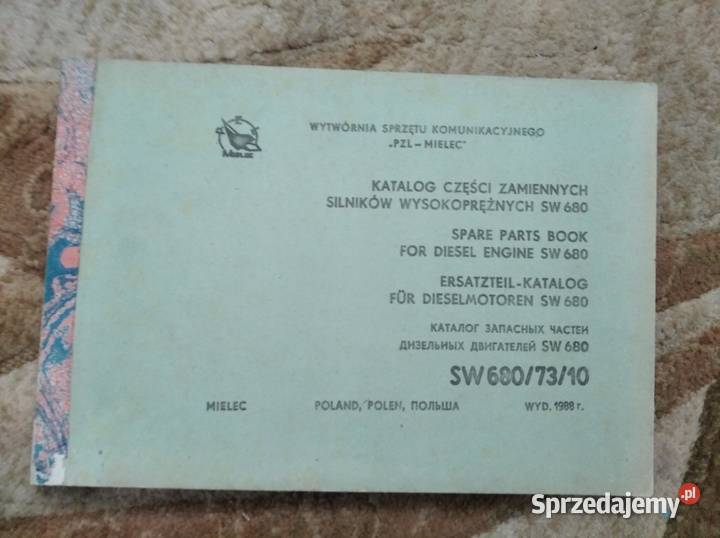 MIELEC
WYTWÓRNIA SPRZĘTU KOMUNIKACYJNEGO
„PZL – MIELEC"
KATALOG CZĘŚCI ZAMIENNYCH
SILNIKÓW WYSOKOPRĘŻNYCH SW 680
SPARE PARTS BOOK
FOR DIESEL ENGINE SW 680
ERSATZTEIL-KATALOG
FÜR DIESELMOTOREN SW 680
КАТАЛОГ ЗАПАСНЫХ ЧАСТЕИ
ДИЗЕЛЬНЫХ ДВИГАТЕЛЕЙ SW 680
SW 680/73/10
MIELEC POLAND, POLEN, ПОЛЬША WYD. 1988 r.
Sprzedajemy.pl